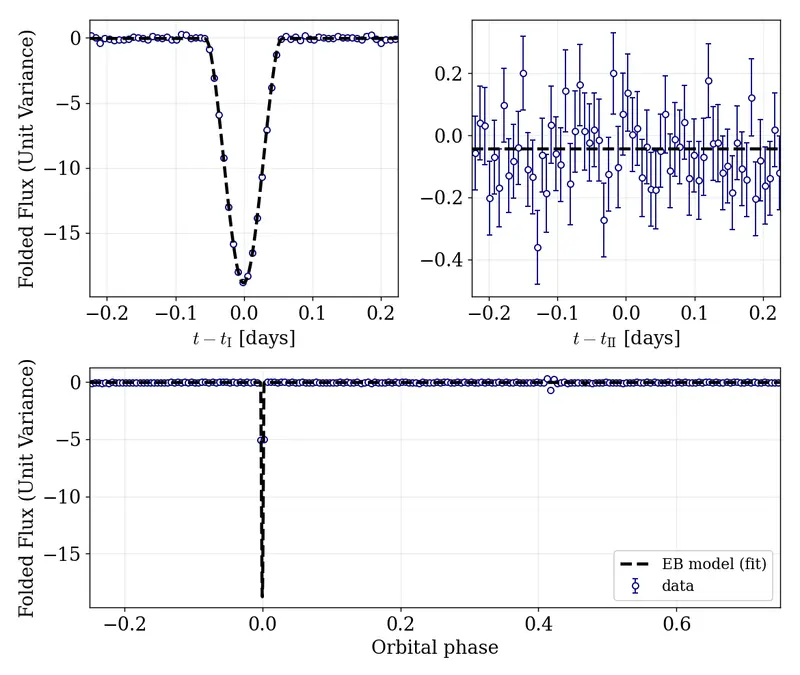 Folded Flux (Unit Variance)
0
−5
−10
−15
−0.2 −0.1 0.0 0.1 0.2
t − t_I [days]
0.2
0.0
−0.2
−0.4
−0.2 −0.1 0.0 0.1 0.2
t − t_II [days]
Folded Flux (Unit Variance)
0
−5
−10
−15
EB model (fit)
data
−0.2 0.0 0.2 0.4 0.6
Orbital phase